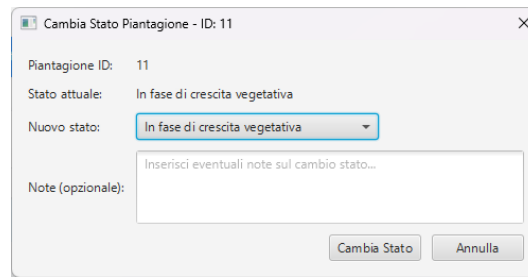 Cambia Stato Piantagione - ID: 11
Piantagione ID: 11
Stato attuale: In fase di crescita vegetativa
Nuovo stato: In fase di crescita vegetativa
Note (opzionale): Inserisci eventuali note sul cambio stato...
Cambia Stato Annulla